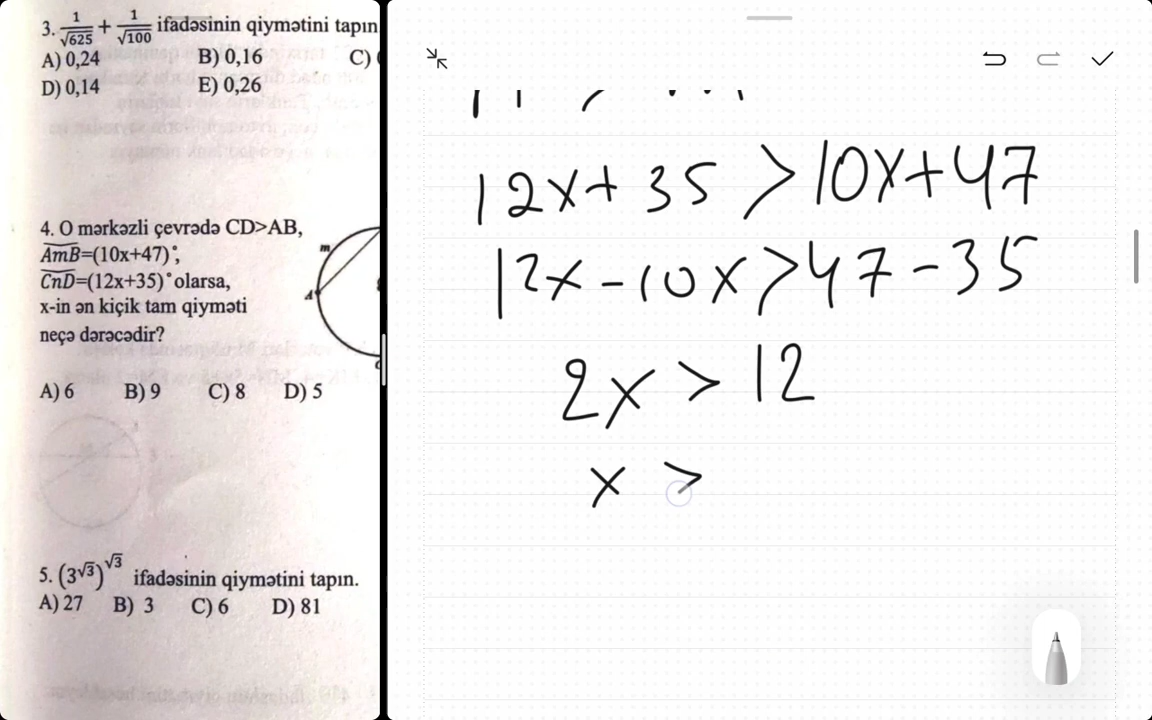 3. 1/√625 + 1/√100 ifadəsinin qiymətini tapın
A) 0,24 B) 0,16 C)
D) 0,14 E) 0,26
4. O mərkəzli çevrədə CD>AB,
AmB=(10x+47)°,
CnD=(12x+35)°olarsa,
x-in ən kiçik tam qiyməti
neçə dərəcədir?
A) 6 B) 9 C) 8 D) 5
m
A
5. (3^√3)^√3 ifadəsinin qiymətini tapın.
A) 27 B) 3 C) 6 D) 81
12x+35 > 10x+47
12x-10x>47-35
2x > 12
x >